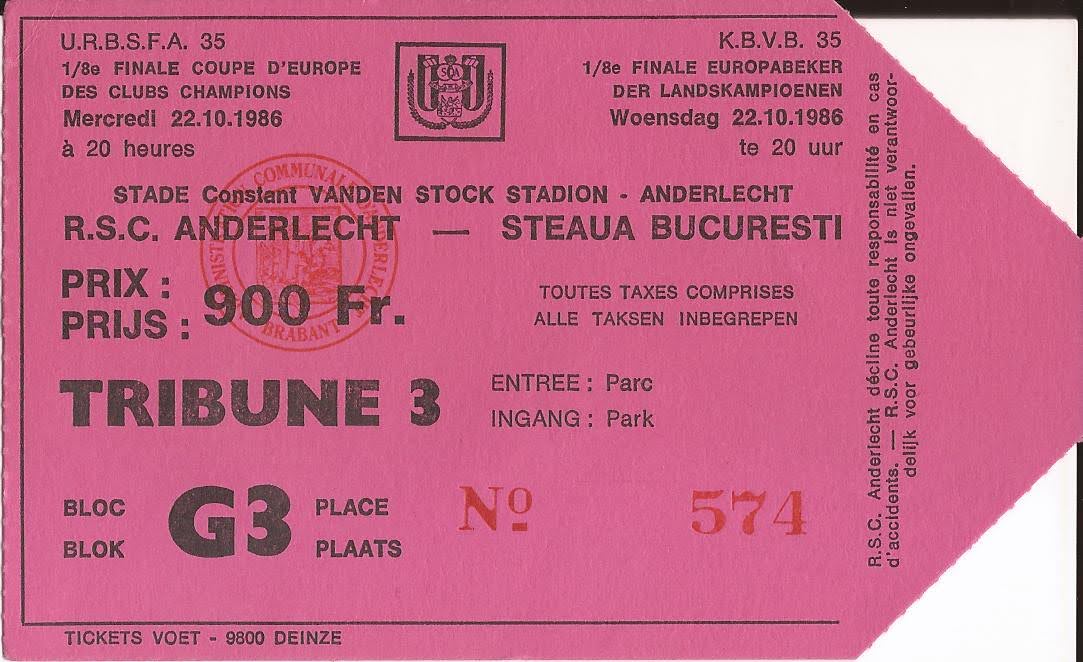 U.R.B.S.F.A. 35
1/8e FINALE COUPE D'EUROPE
DES CLUBS CHAMPIONS
Mercredi 22.10.1986
à 20 heures
K.B.V.B. 35
1/8e FINALE EUROPABEKER
DER LANDSKAMPIOENEN
Woensdag 22.10.1986
te 20 uur
STADE Constant VANDEN STOCK STADION - ANDERLECHT
R.S.C. ANDERLECHT — STEAUA BUCURESTI
PRIX :
PRIJS : 900 Fr.
TOUTES TAXES COMPRISES
ALLE TAKSEN INBEGREPEN
TRIBUNE 3
ENTREE : Parc
INGANG : Park
BLOC
BLOK
G3
PLACE
PLAATS
Nº 574
TICKETS VOET - 9800 DEINZE
R.S.C. Anderlecht décline toute responsabilité en cas
d'accidents. — R.S.C. Anderlecht is niet verantwoor-
delijk voor gebeurlijke ongevallen.
COMMUNALE D'ANDERLE
BRABANT